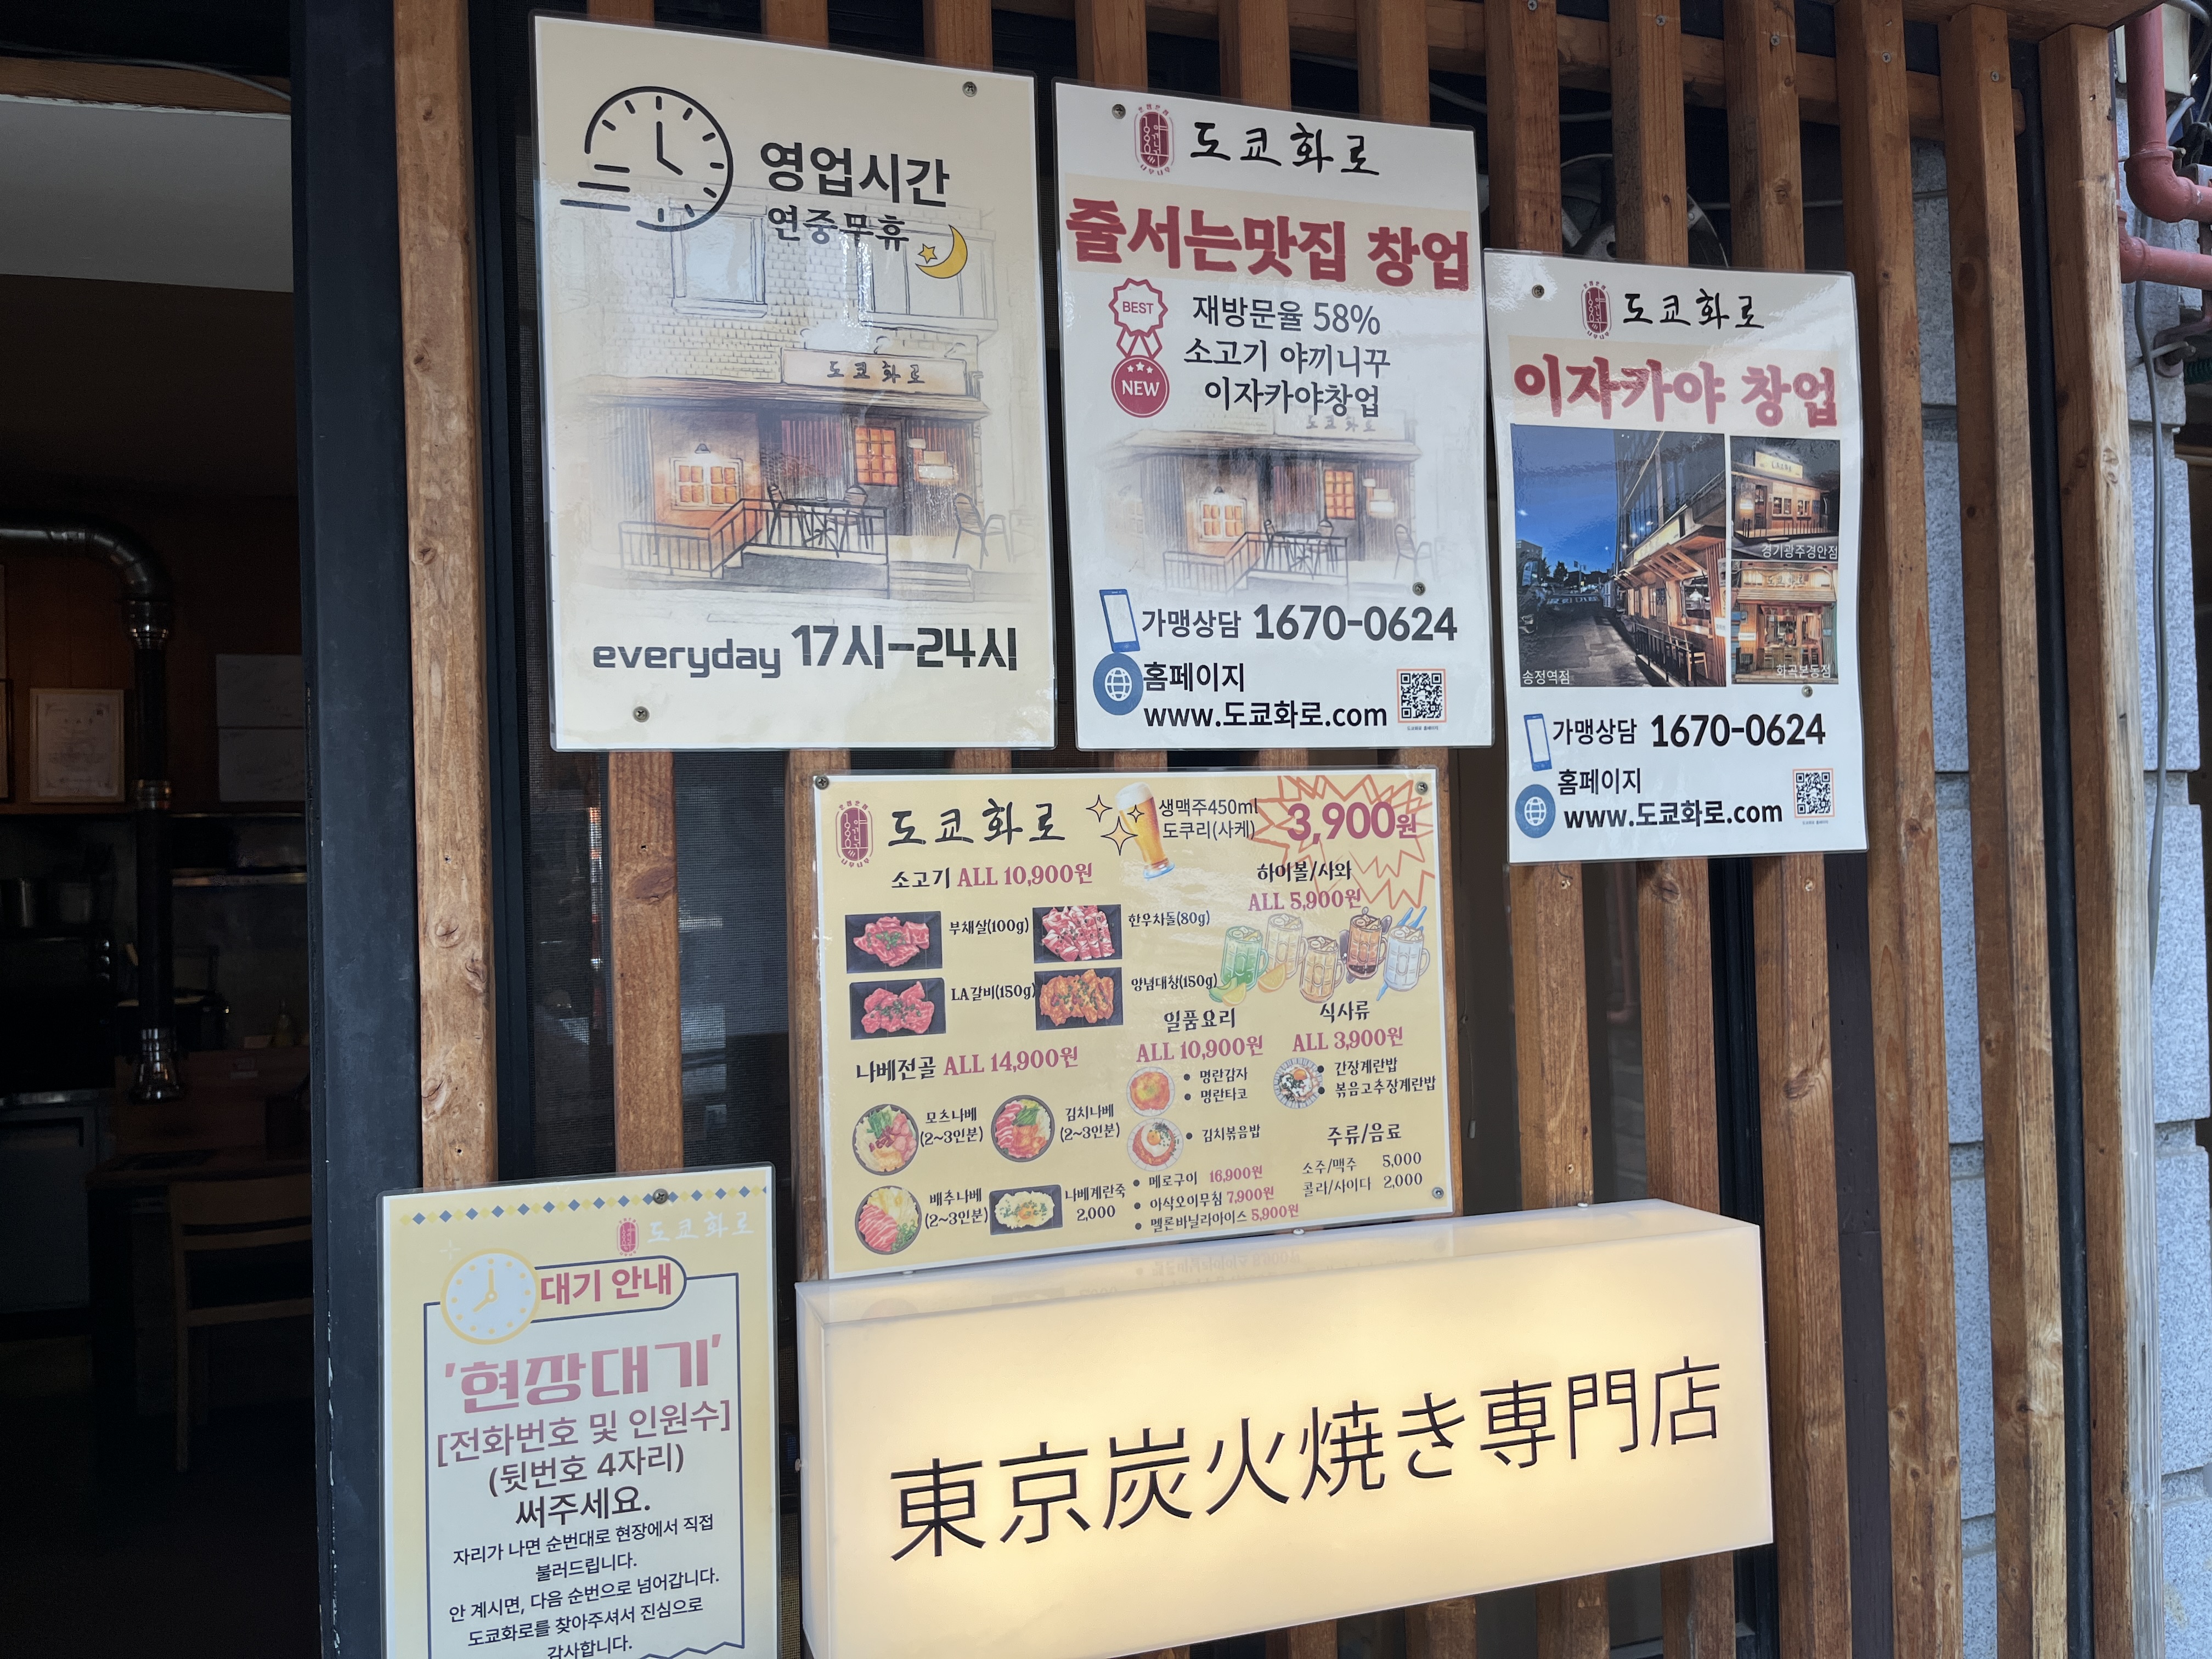 영업시간
연중무휴
도쿄화로
everyday 17시-24시
도쿄화로
줄서는맛집 창업
BEST
NEW
재방문율 58%
소고기 야끼니꾸
이자카야창업
도쿄화로
가맹상담 1670-0624
홈페이지
www.도쿄화로.com
도쿄화로
이자카야 창업
경기광주경안점
도쿄화로
송정역점
화곡본동점
가맹상담 1670-0624
홈페이지
www.도쿄화로.com
도쿄화로
생맥주450ml
도쿠리(사케)
3,900원
소고기 ALL 10,900원
부채살(100g)
한우차돌(80g)
LA갈비(150g)
양념대창(150g)
하이볼/사와
ALL 5,900원
나베전골 ALL 14,900원
모츠나베
(2~3인분)
김치나베
(2~3인분)
배추나베
(2~3인분)
나베계란죽
2,000
일품요리
ALL 10,900원
명란감자
명란타코
김치볶음밥
메로구이 16,900원
아삭오이무침 7,900원
멜론바닐라아이스 5,900원
식사류
ALL 3,900원
간장계란밥
볶음고추장계란밥
주류/음료
소주/맥주 5,000
콜라/사이다 2,000
도쿄화로
대기 안내
'현장대기'
[전화번호 및 인원수]
(뒷번호 4자리)
써주세요.
자리가 나면 순번대로 현장에서 직접
불러드립니다.
안 계시면, 다음 순번으로 넘어갑니다.
도쿄화로를 찾아주셔서 진심으로
감사합니다.
東京炭火焼き専門店